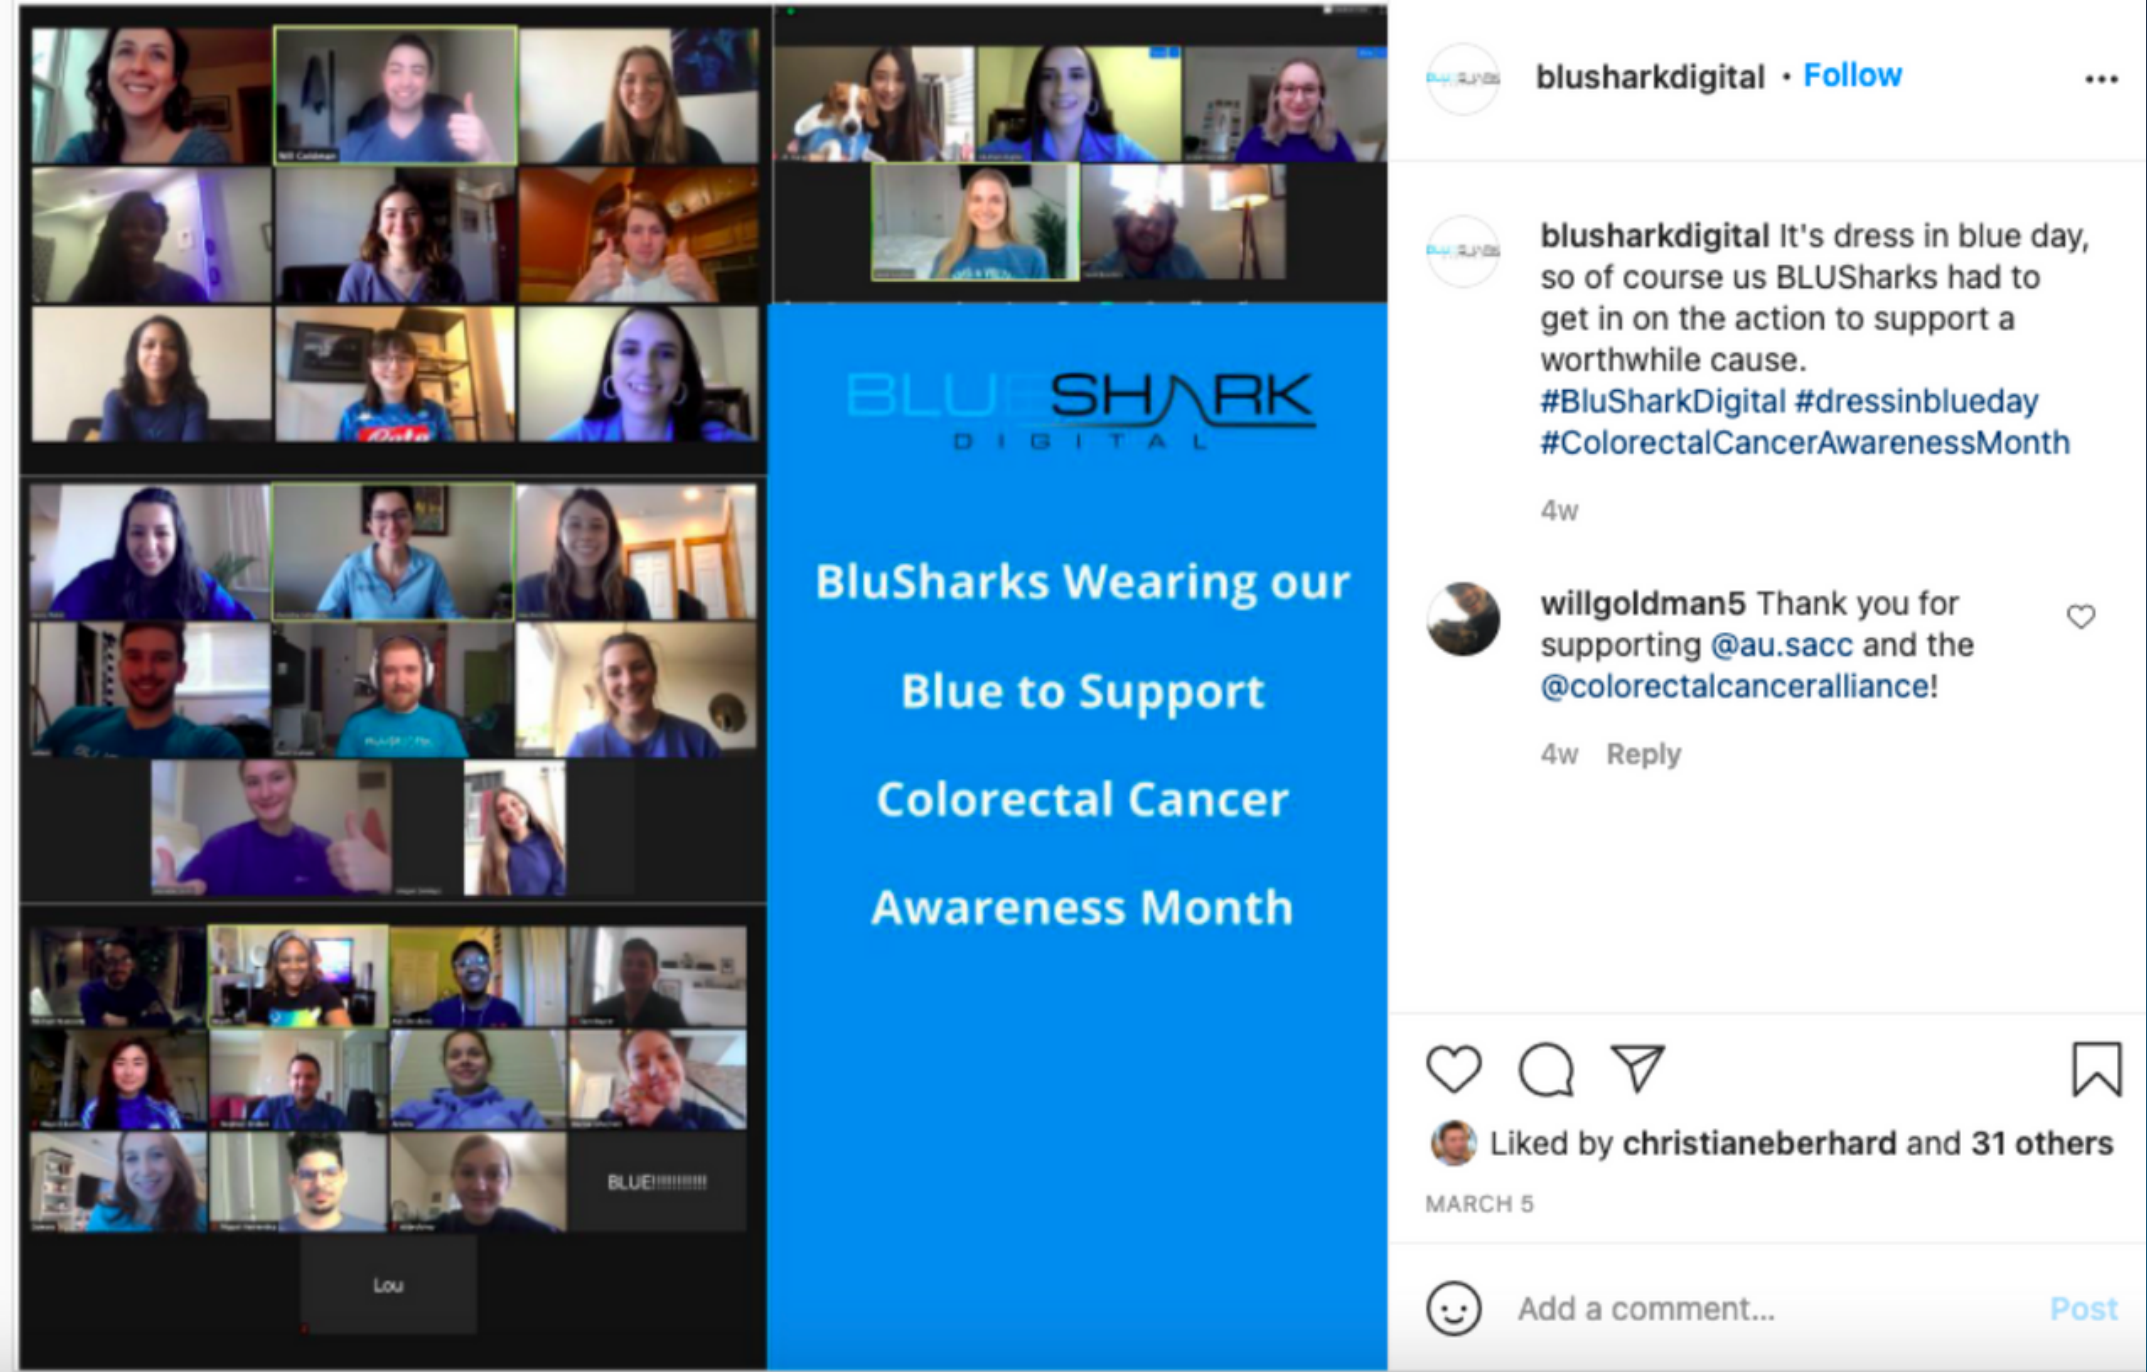 Will Goldman
BLUESHARK
DIGITAL
BluSharks Wearing our
Blue to Support
Colorectal Cancer
Awareness Month
BLUE!!!!!!!!!!!!
Lou
blusharkdigital • Follow
blusharkdigital It's dress in blue day,
so of course us BLUSharks had to
get in on the action to support a
worthwhile cause.
#BluSharkDigital #dressinblueday
#ColorectalCancerAwarenessMonth
4w
willgoldman5 Thank you for
supporting @au.sacc and the
@colorectalcanceralliance!
4w Reply
Liked by christianeberhard and 31 others
MARCH 5
Add a comment... Post